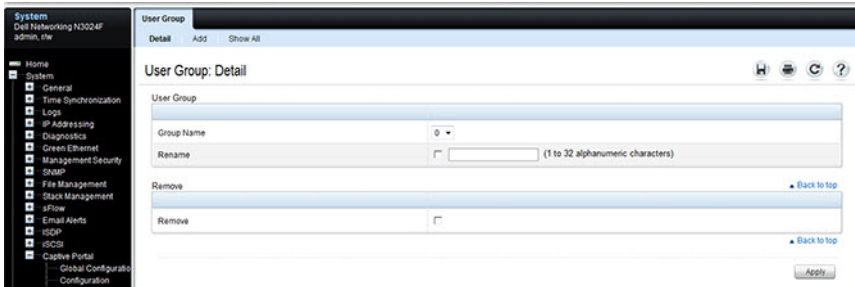 System
Dell Networking N3024F
admin, r/w
Home
System
General
Time Synchronization
Logs
IP Addressing
Diagnostics
Green Ethernet
Management Security
SNMP
File Management
Stack Management
sFlow
Email Alerts
ISDP
iSCSI
Captive Portal
Global Configuratio
Configuration
User Group
Detail Add Show All
User Group: Detail
User Group
Group Name 0
Rename (1 to 32 alphanumeric characters)
Remove Back to top
Remove
Back to top
Apply